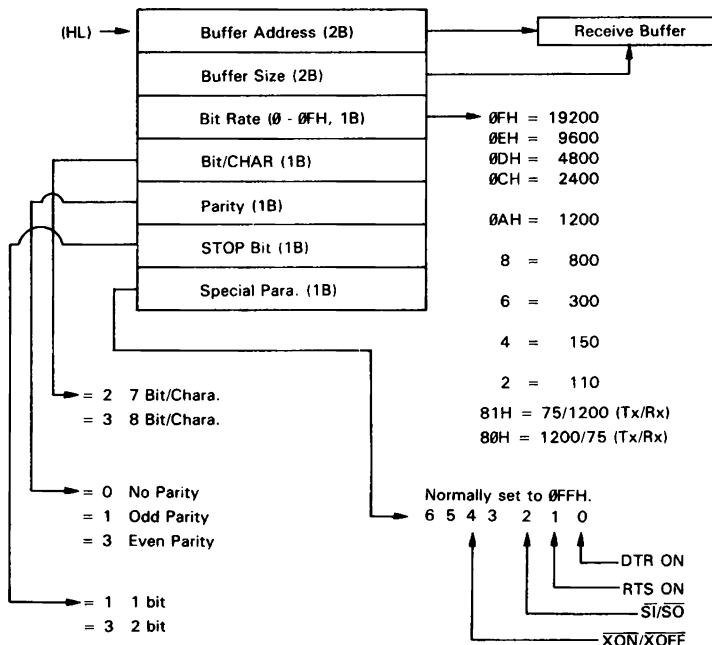 (HL)
Buffer Address (2B)
Receive Buffer
Buffer Size (2B)
Bit Rate (Ø - ØFH, 1B)
ØFH = 19200
ØEH = 9600
ØDH = 4800
ØCH = 2400
ØAH = 1200
8 = 800
6 = 300
4 = 150
2 = 110
81H = 75/1200 (Tx/Rx)
8ØH = 1200/75 (Tx/Rx)
Bit/CHAR (1B)
Parity (1B)
STOP Bit (1B)
Special Para. (1B)
= 2 7 Bit/Chara.
= 3 8 Bit/Chara.
= 0 No Parity
= 1 Odd Parity
= 3 Even Parity
= 1 1 bit
= 3 2 bit
Normally set to ØFFH.
6 5 4 3 2 1 0
DTR ON
RTS ON
SI/SO
XON/XOFF